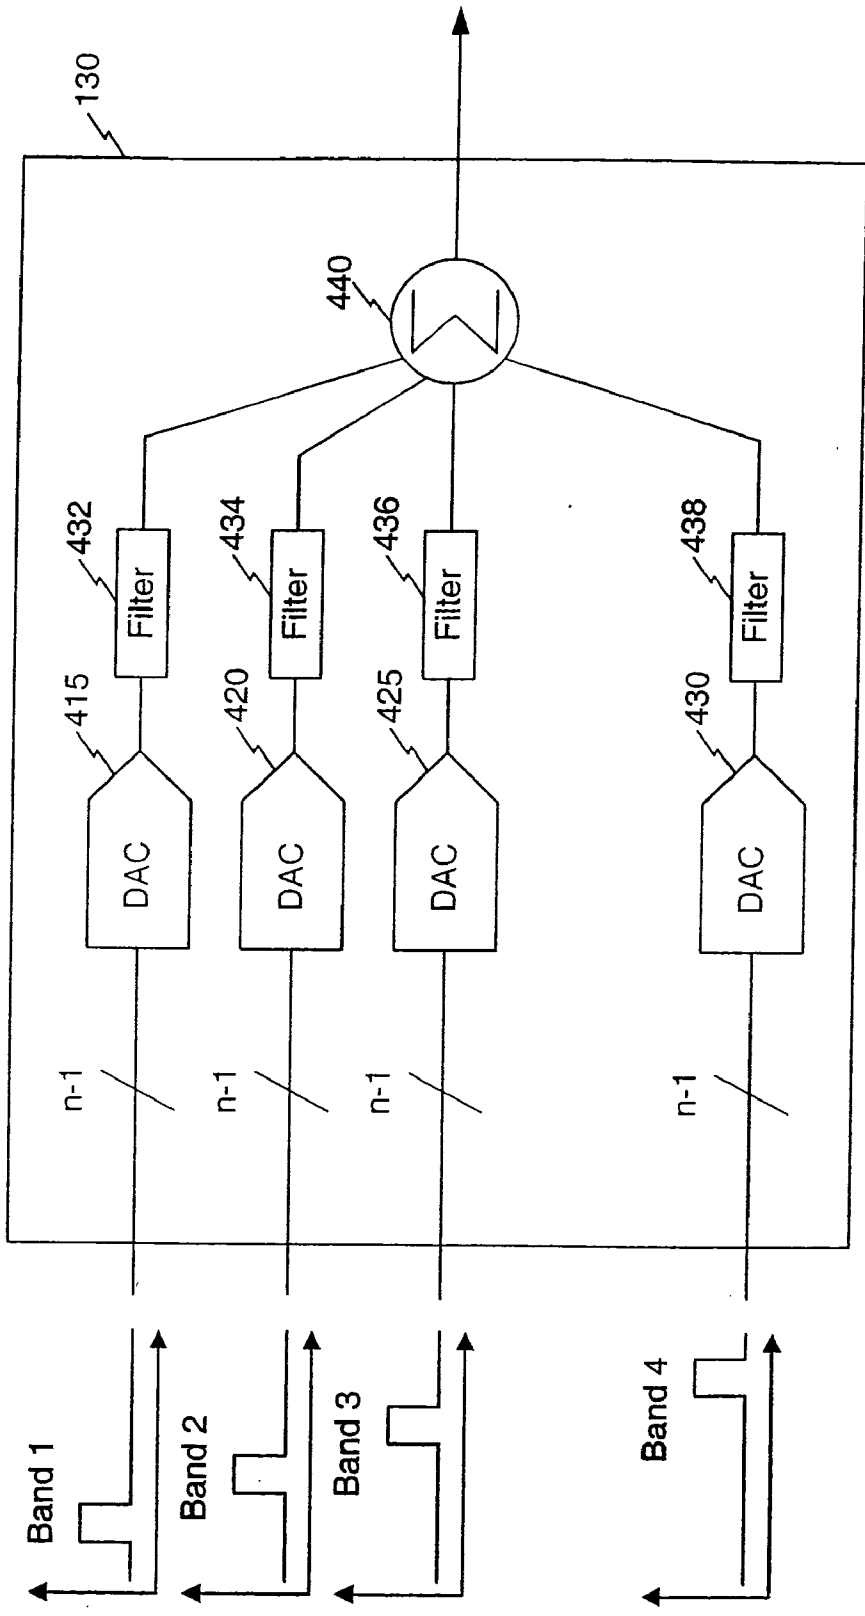 130
440
Band 1
n-1
DAC
415
Filter
432
Band 2
n-1
DAC
420
Filter
434
Band 3
n-1
DAC
425
Filter
436
Band 4
n-1
DAC
430
Filter
438
Σ